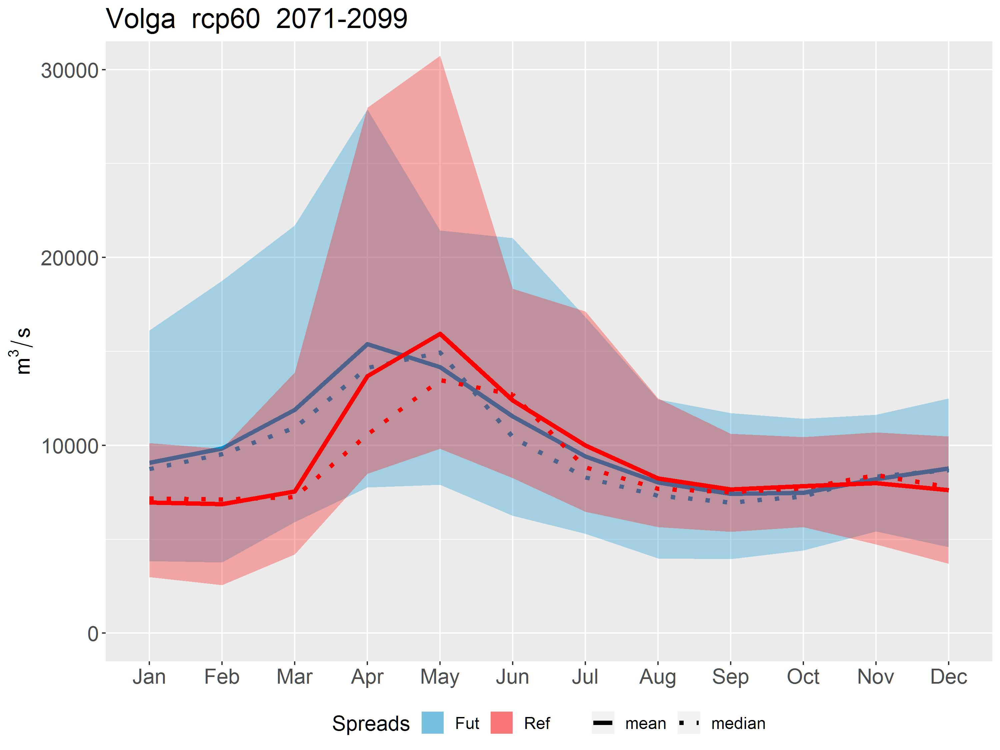 Volga rcp60 2071-2099
m³/s
30000
20000
10000
0
Jan Feb Mar Apr May Jun Jul Aug Sep Oct Nov Dec
Spreads Fut Ref mean median